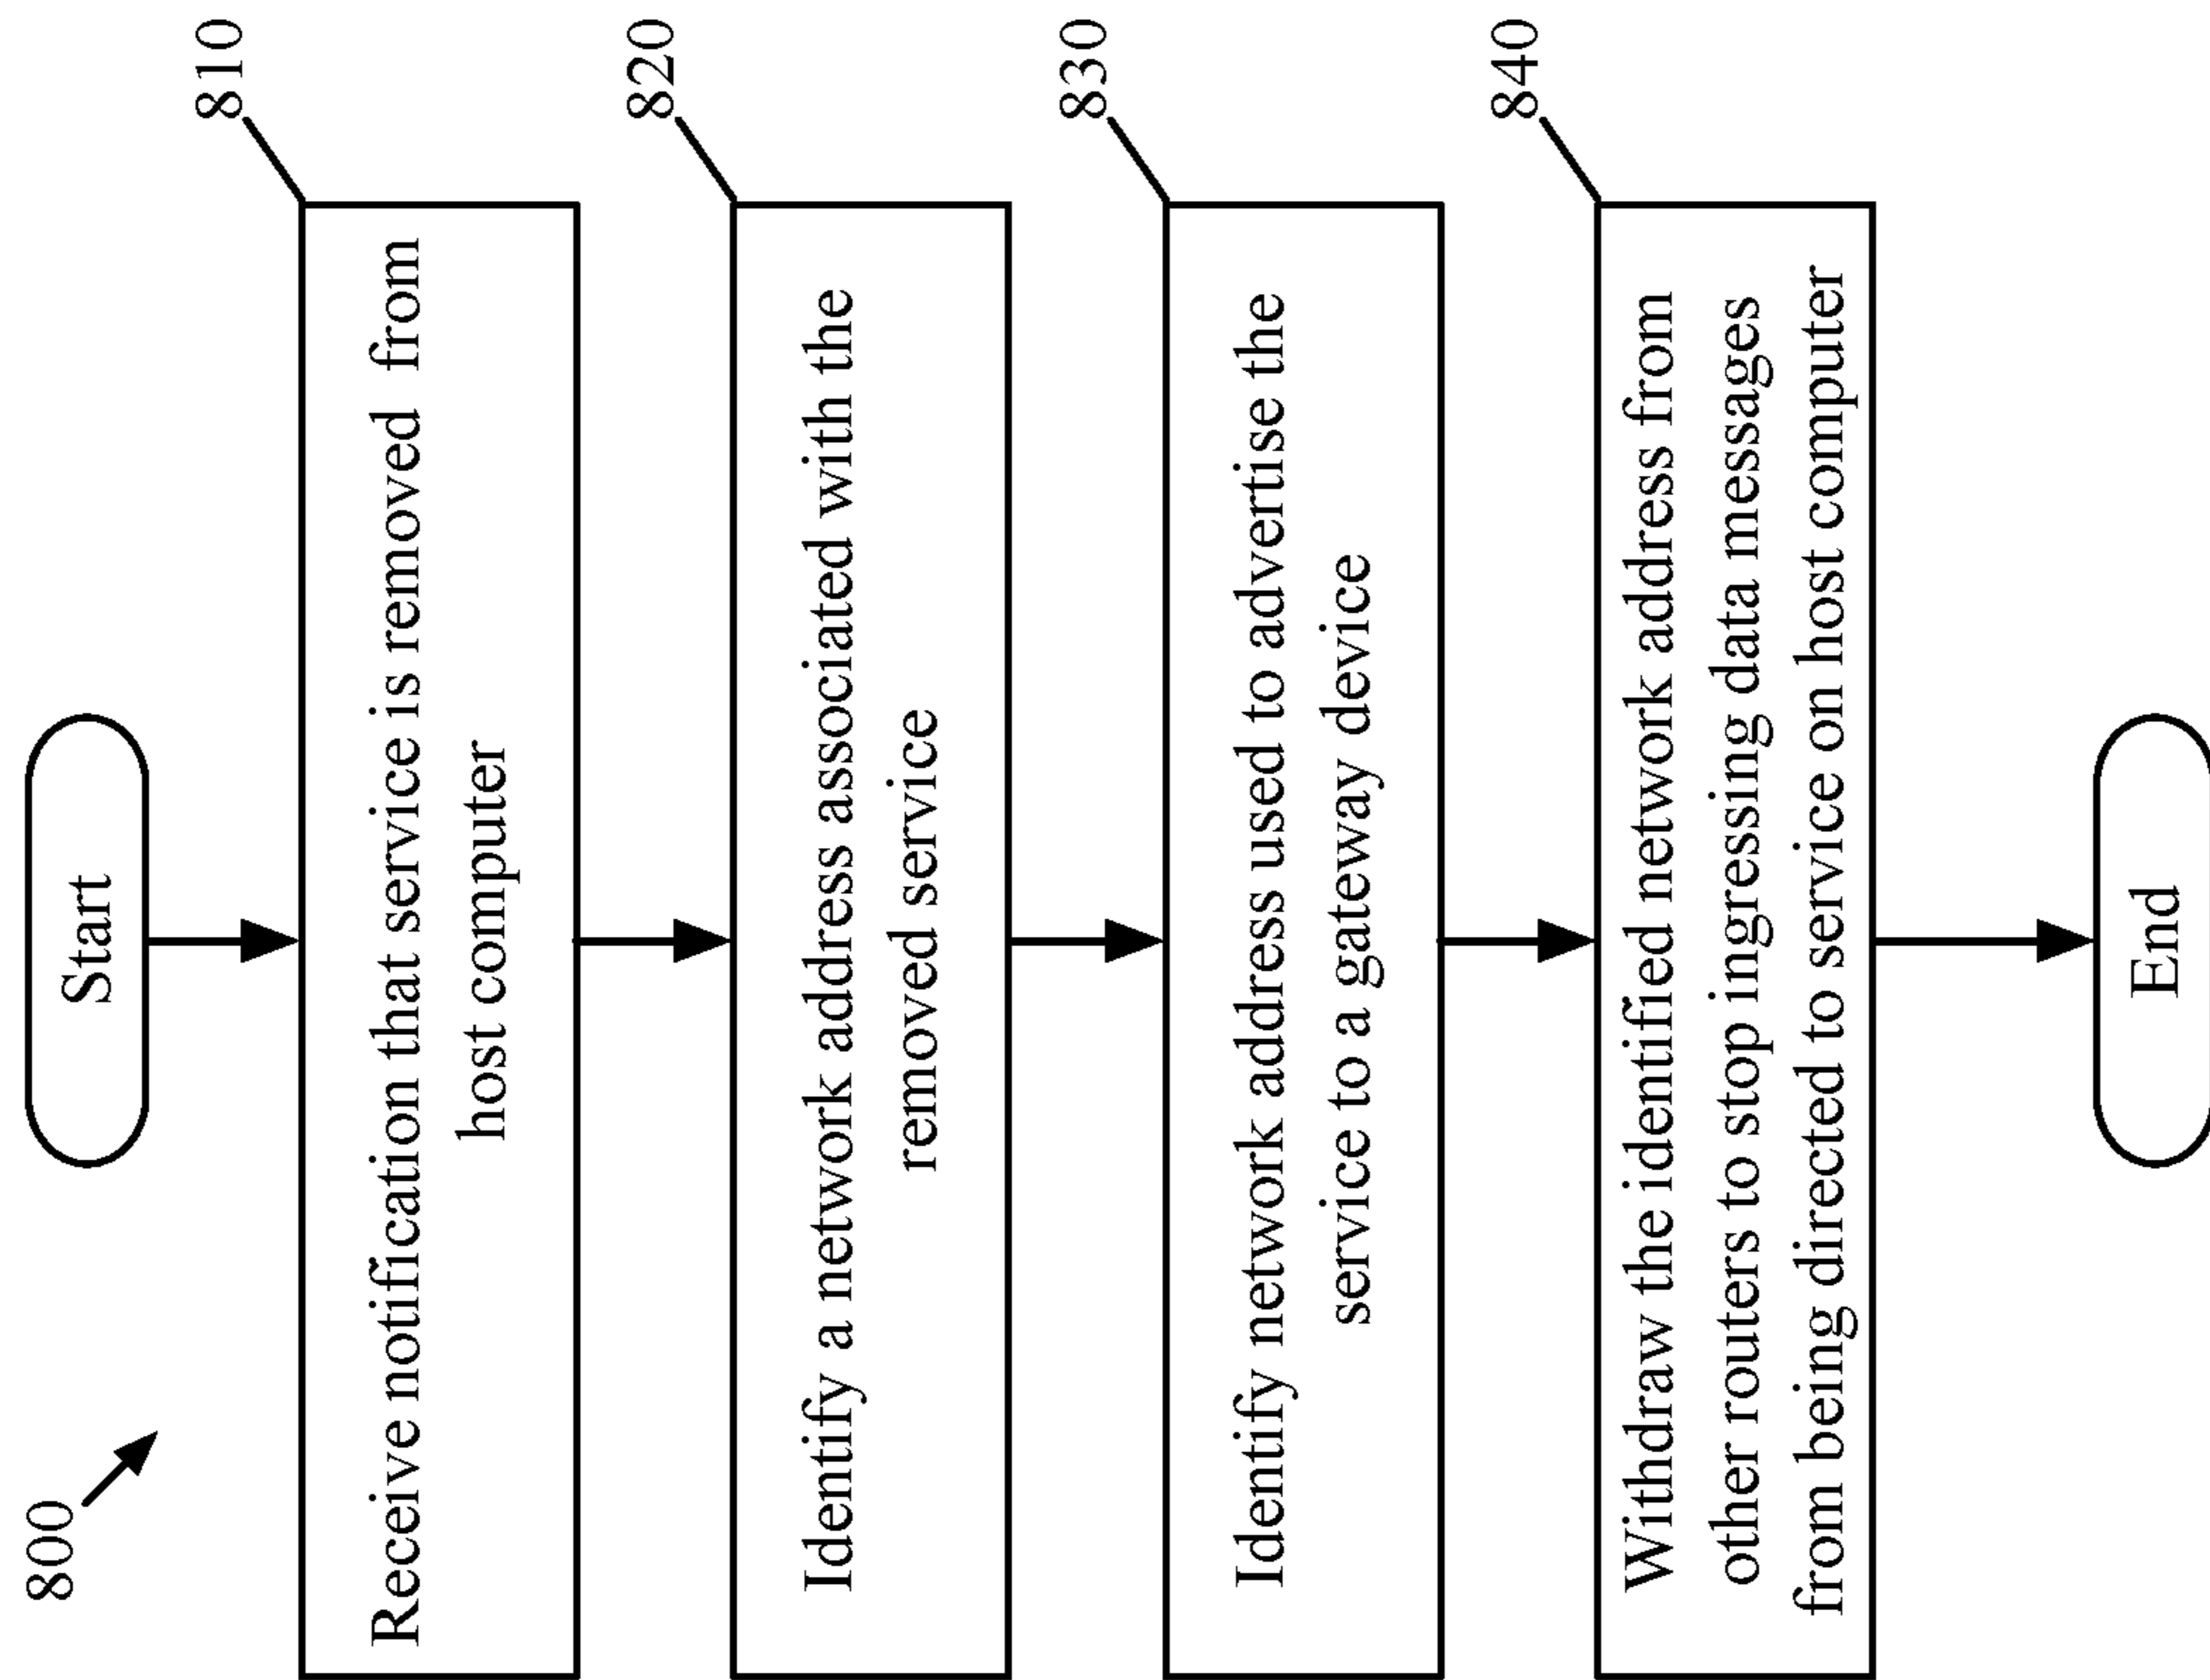 800
Start
810
Receive notification that service is removed from
host computer
820
Identify a network address associated with the
removed service
830
Identify network address used to advertise the
service to a gateway device
840
Withdraw the identified network address from
other routers to stop ingressing data messages
from being directed to service on host computer
End